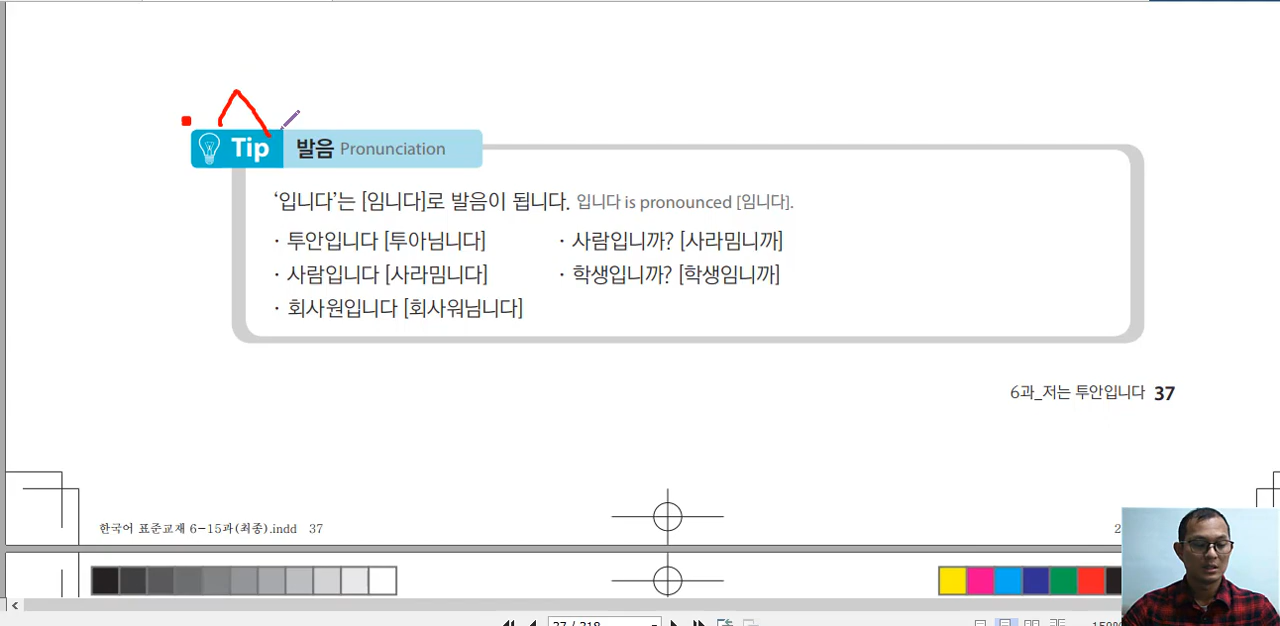 Tip 발음 Pronunciation
‘입니다’는 [임니다]로 발음이 됩니다. 입니다 is pronounced [임니다].
· 투안입니다 [투아님니다] · 사람입니까? [사라밈니까]
· 사람입니다 [사라밈니다] · 학생입니까? [학생임니까]
· 회사원입니다 [회사워님니다]
6과_저는 투안입니다 37
한국어 표준교재 6-15과(최종).indd 37